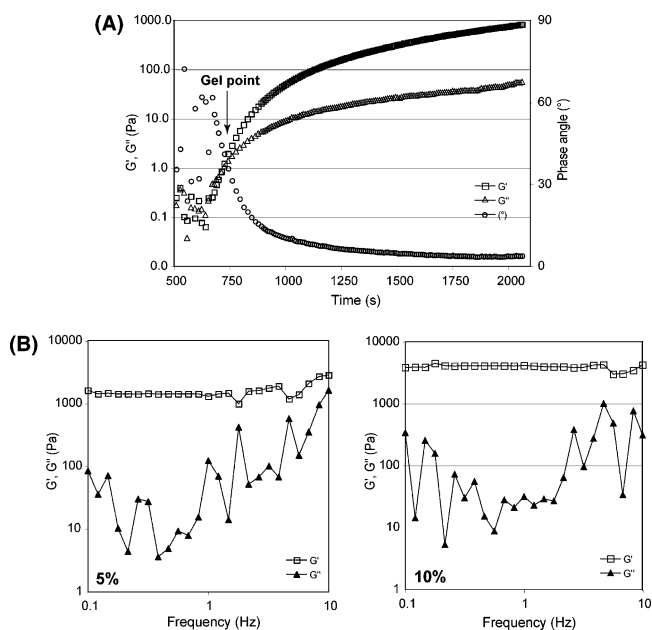 (A)
1000.0
100.0
10.0
1.0
0.1
0.0
G', G" (Pa)
90
60
30
0
Phase angle (°)
Gel point
G'
G"
(°)
500 750 1000 1250 1500 1750 2000
Time (s)
(B)
10000
1000
100
10
1
G', G" (Pa)
5%
G'
G"
0.1 1 10
Frequency (Hz)
10000
1000
100
10
1
G', G" (Pa)
10%
G'
G"
0.1 1 10
Frequency (Hz)